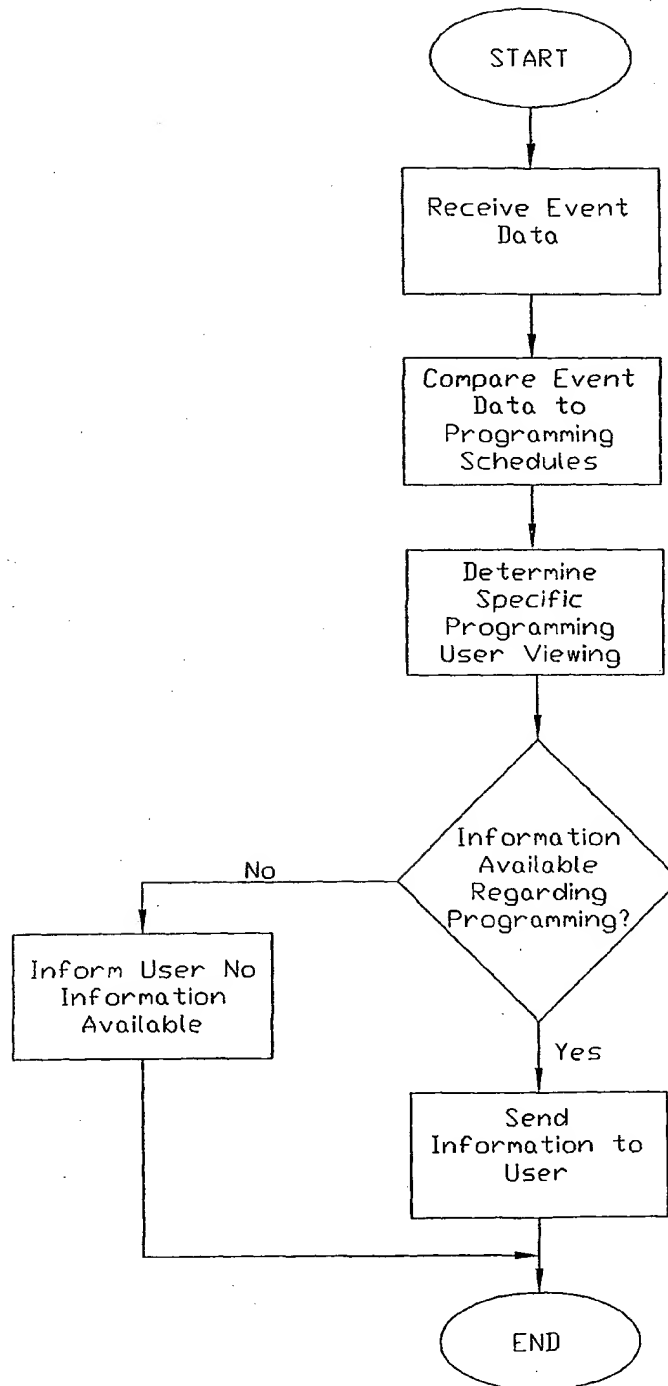 START
Receive Event
Data
Compare Event
Data to
Programming
Schedules
Determine
Specific
Programming
User Viewing
Information
Available
Regarding
Programming?
No
Inform User No
Information
Available
Yes
Send
Information to
User
END